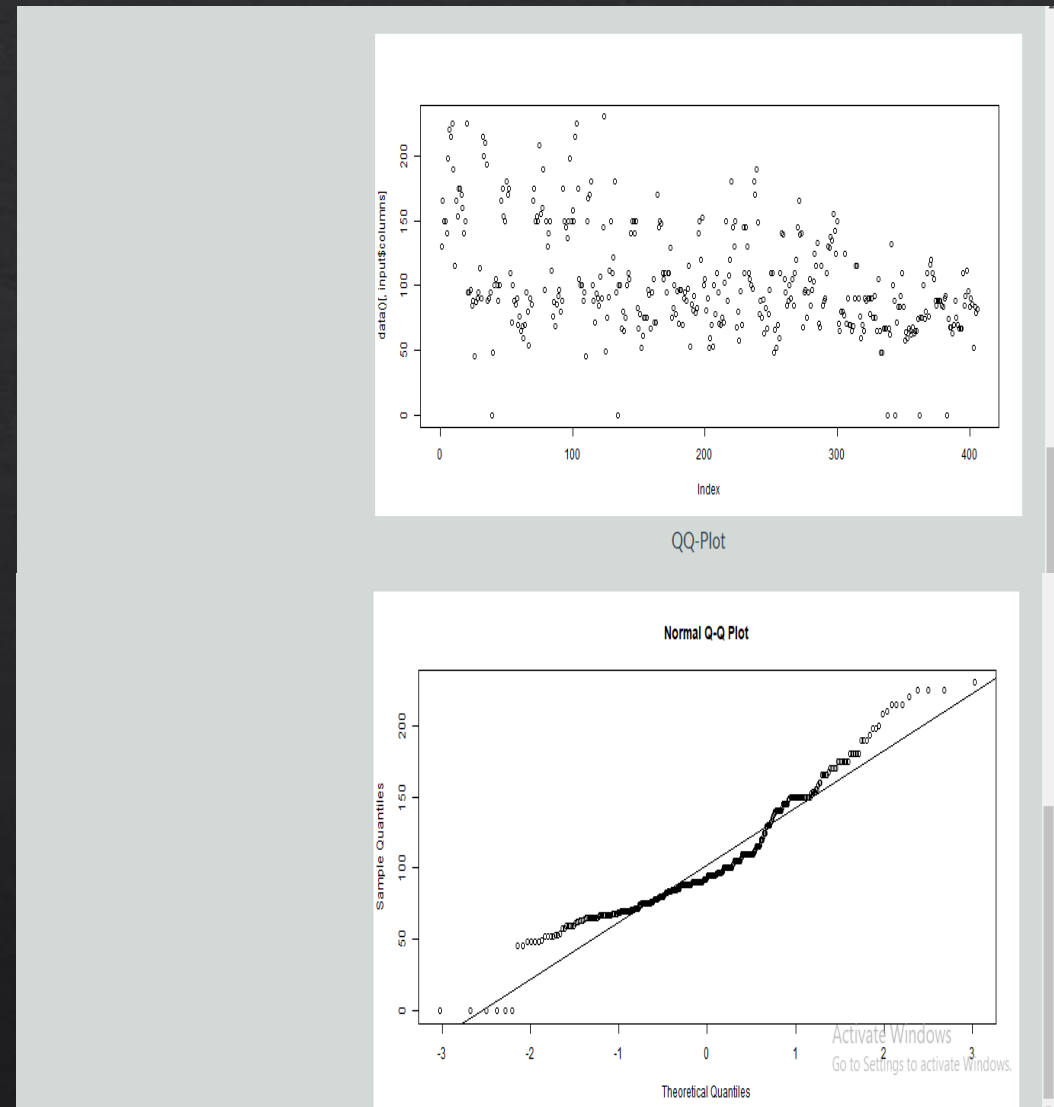 200
150
100
50
0
data0[, input$columns]
0 100 200 300 400
Index
QQ-Plot
Normal Q-Q Plot
200
150
100
50
0
Sample Quantiles
-3 -2 -1 0 1 2 3
Theoretical Quantiles
Activate Windows
Go to Settings to activate Windows.